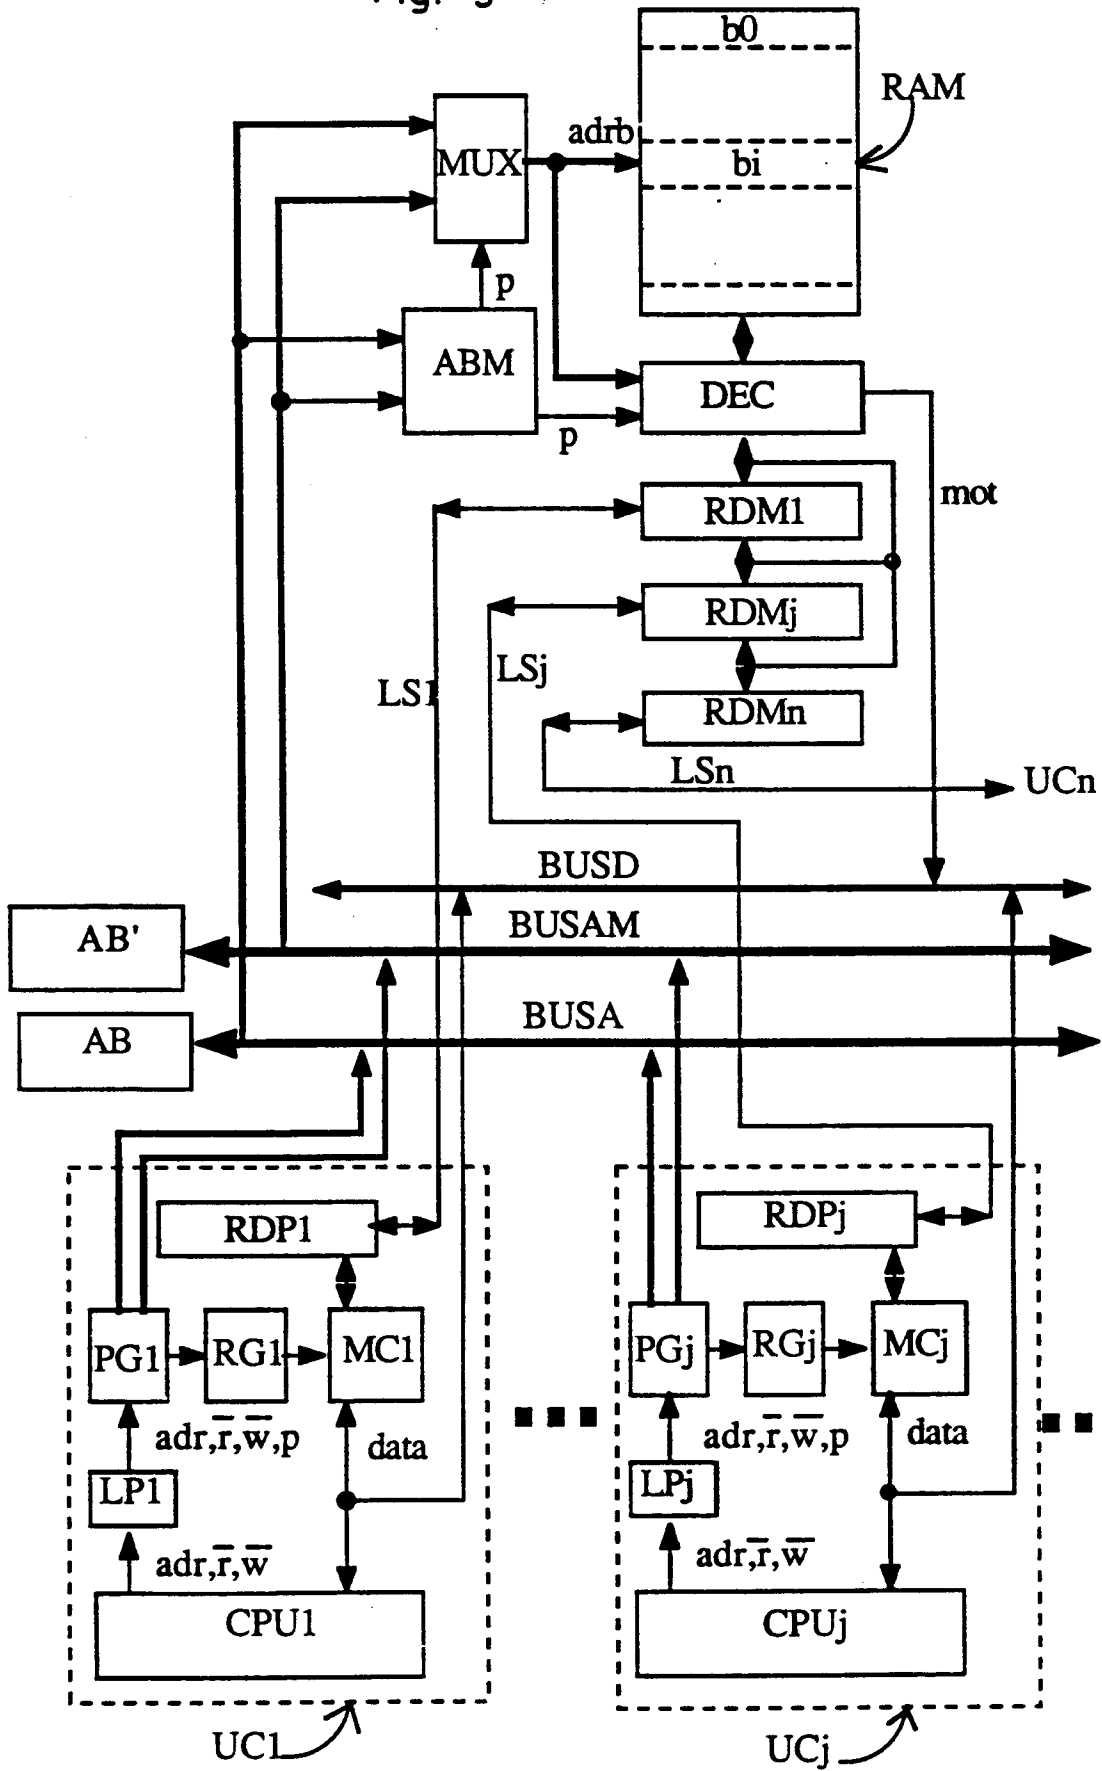 Fig. 3
b0
RAM
adrb
MUX
bi
p
ABM
DEC
p
mot
RDM1
RDMj
LSj
LS1
RDMn
LSn
UCn
BUSD
AB'
BUSAM
BUSA
AB
RDP1
RDPj
PG1
RG1
MC1
PGj
RGj
MCj
adr,r̅,w̅,p
data
adr,r̅,w̅,p
data
LP1
LPj
adr,r̅,w̅
adr,r̅,w̅
CPU1
CPUj
UC1
UCj